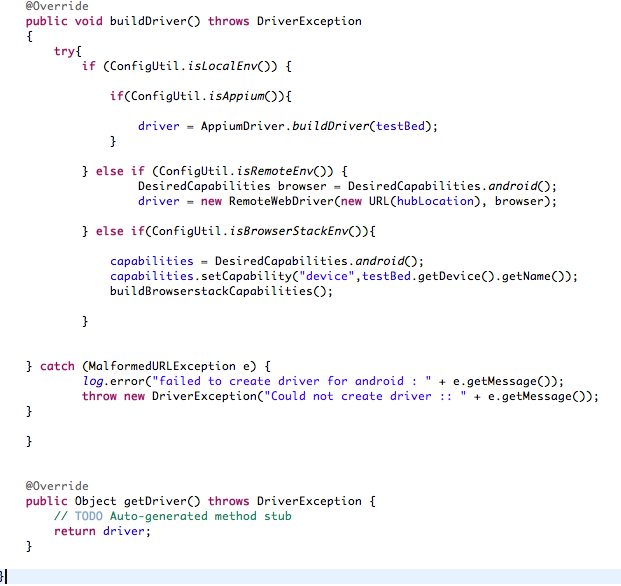 @Override
public void buildDriver() throws DriverException
{
try{
if (ConfigUtil.isLocalEnv()) {
if(ConfigUtil.isAppium()){
driver = AppiumDriver.buildDriver(testBed);
}
} else if (ConfigUtil.isRemoteEnv()) {
DesiredCapabilities browser = DesiredCapabilities.android();
driver = new RemoteWebDriver(new URL(hubLocation), browser);
} else if(ConfigUtil.isBrowserStackEnv()){
capabilities = DesiredCapabilities.android();
capabilities.setCapability("device",testBed.getDevice().getName());
buildBrowserstackCapabilities();
}
} catch (MalformedURLException e) {
log.error("failed to create driver for android : " + e.getMessage());
throw new DriverException("Could not create driver :: " + e.getMessage());
}
}
@Override
public Object getDriver() throws DriverException {
// TODO Auto-generated method stub
return driver;
}
}